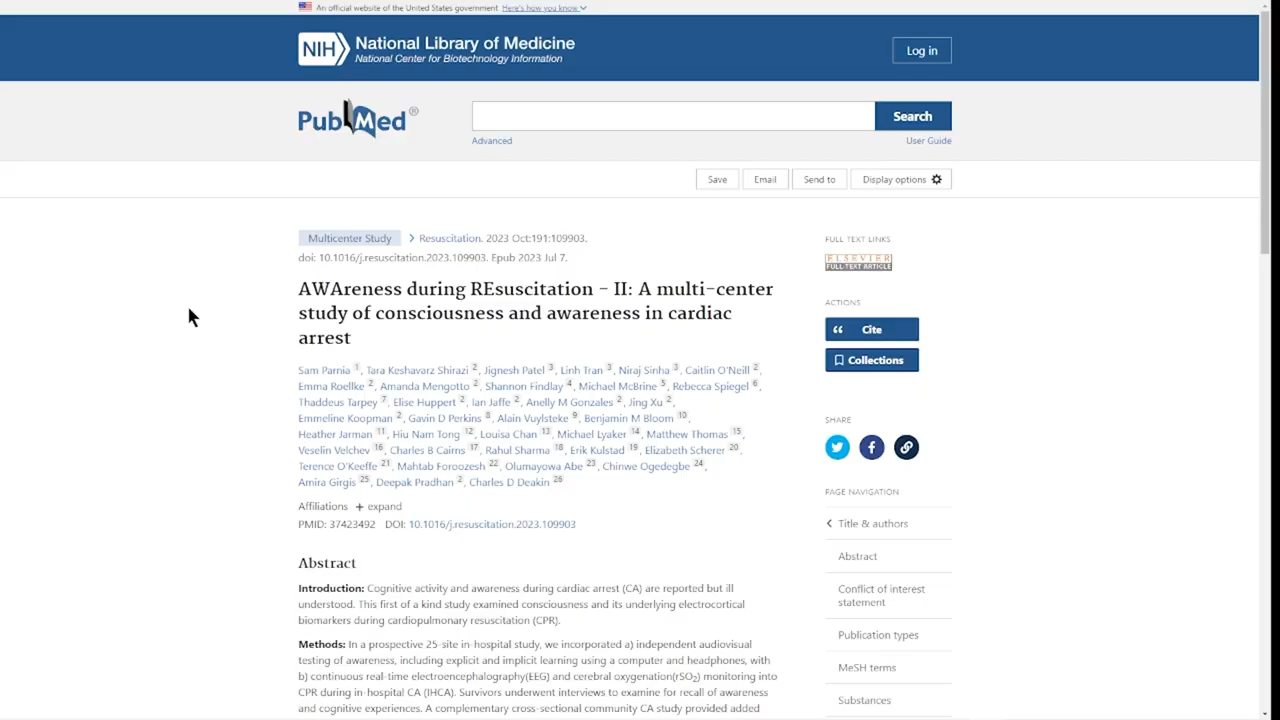 An official website of the United States government Here's how you know
NIH National Library of Medicine
National Center for Biotechnology Information
Log in
PubMed®
Search
Advanced
User Guide
Save
Email
Send to
Display options
Multicenter Study
Resuscitation. 2023 Oct:191:109903.
doi: 10.1016/j.resuscitation.2023.109903. Epub 2023 Jul 7.
AWAreness during REsuscitation - II: A multi-center
study of consciousness and awareness in cardiac
arrest
Sam Parnia 1, Tara Keshavarz Shirazi 2, Jignesh Patel 3, Linh Tran 3, Niraj Sinha 3, Caitlin O'Neill 2,
Emma Roellke 2, Amanda Mengotto 2, Shannon Findlay 4, Michael McBrine 5, Rebecca Spiegel 6,
Thaddeus Tarpey 7, Elise Huppert 2, Ian Jaffe 2, Anelly M Gonzales 2, Jing Xu 2,
Emmeline Koopman 2, Gavin D Perkins 8, Alain Vuylsteke 9, Benjamin M Bloom 10,
Heather Jarman 11, Hiu Nam Tong 12, Louisa Chan 13, Michael Lyaker 14, Matthew Thomas 15,
Veselin Velchev 16, Charles B Cairns 17, Rahul Sharma 18, Erik Kulstad 19, Elizabeth Scherer 20,
Terence O'Keeffe 21, Mahtab Foroozesh 22, Olumayowa Abe 23, Chinwe Ogedegbe 24,
Amira Girgis 25, Deepak Pradhan 2, Charles D Deakin 26
Affiliations + expand
PMID: 37423492 DOI: 10.1016/j.resuscitation.2023.109903
Abstract
Introduction: Cognitive activity and awareness during cardiac arrest (CA) are reported but ill
understood. This first of a kind study examined consciousness and its underlying electrocortical
biomarkers during cardiopulmonary resuscitation (CPR).
Methods: In a prospective 25-site in-hospital study, we incorporated a) independent audiovisual
testing of awareness, including explicit and implicit learning using a computer and headphones, with
b) continuous real-time electroencephalography(EEG) and cerebral oxygenation(rSO2) monitoring into
CPR during in-hospital CA (IHCA). Survivors underwent interviews to examine for recall of awareness
and cognitive experiences. A complementary cross-sectional community CA study provided added
FULL TEXT LINKS
ELSEVIER
FULL-TEXT ARTICLE
ACTIONS
Cite
Collections
SHARE
PAGE NAVIGATION
Title & authors
Abstract
Conflict of interest
statement
Publication types
MeSH terms
Substances